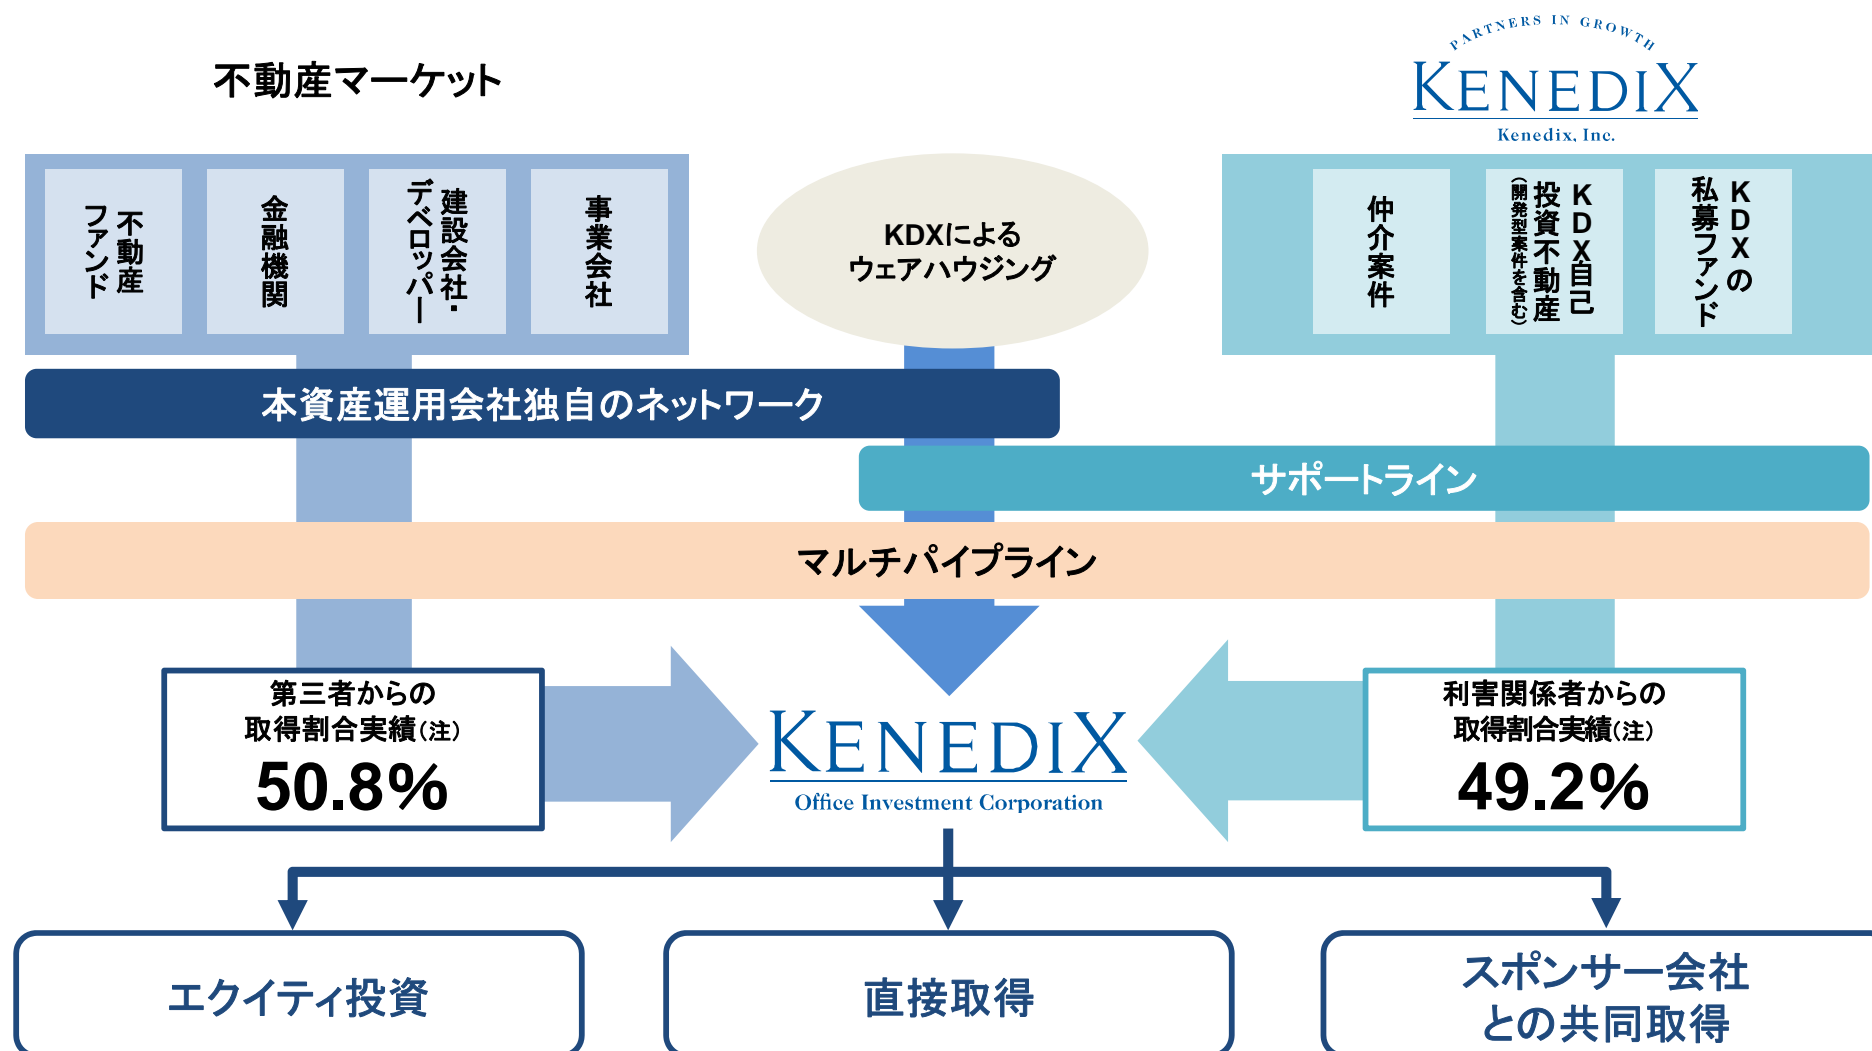 不動産マーケット
PARTNERS IN GROWTH
KENEDIX
Kenedix, Inc.
不動産
ファンド
金融機関
建設会社・
デベロッパー
事業会社
KDXによる
ウェアハウジング
仲介案件
KDX自己
投資不動産
（開発型案件を含む）
KDXの
私募ファンド
本資産運用会社独自のネットワーク
サポートライン
マルチパイプライン
第三者からの
取得割合実績（注）
50.8%
KENEDIX
Office Investment Corporation
利害関係者からの
取得割合実績（注）
49.2%
エクイティ投資
直接取得
スポンサー会社
との共同取得